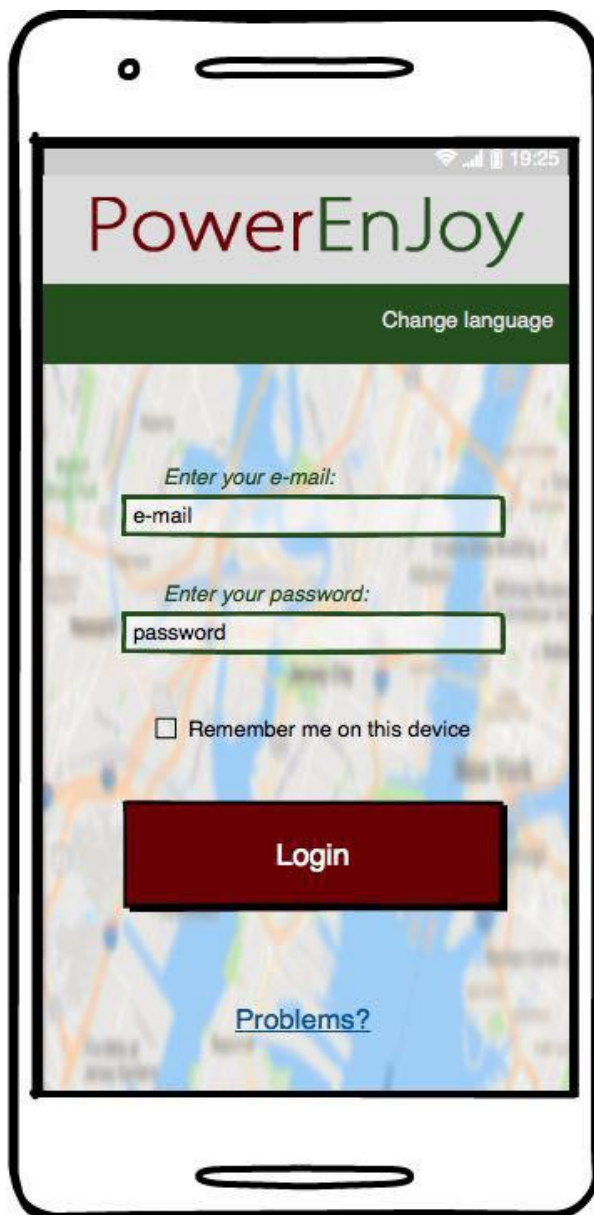 19:25
PowerEnJoy
Change language
Enter your e-mail:
e-mail
Enter your password:
password
Remember me on this device
Login
Problems?